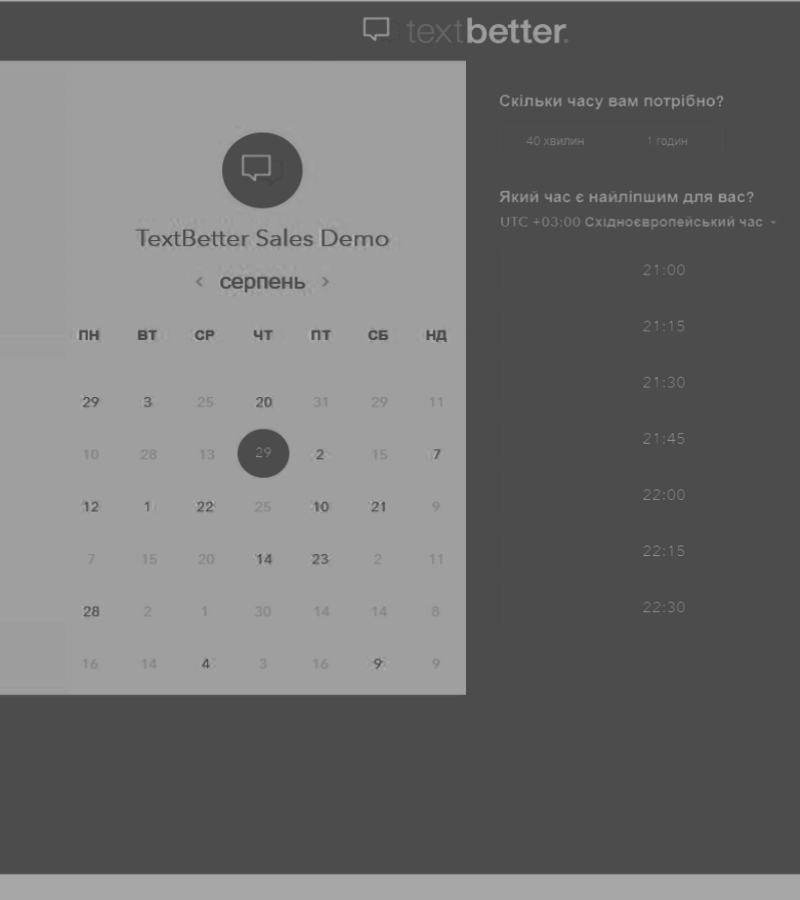 textbetter.
TextBetter Sales Demo
‹ серпень ›
ПН ВТ СР ЧТ ПТ СБ НД
29 3 25 20 31 29 11
10 28 13 29 2 15 7
12 1 22 25 10 21 9
7 15 20 14 23 2 11
28 2 1 30 14 14 8
16 14 4 3 16 9 9
Скільки часу вам потрібно?
40 хвилин 1 годин
Який час є найліпшим для вас?
UTC +03:00 Східноєвропейський час
21:00
21:15
21:30
21:45
22:00
22:15
22:30